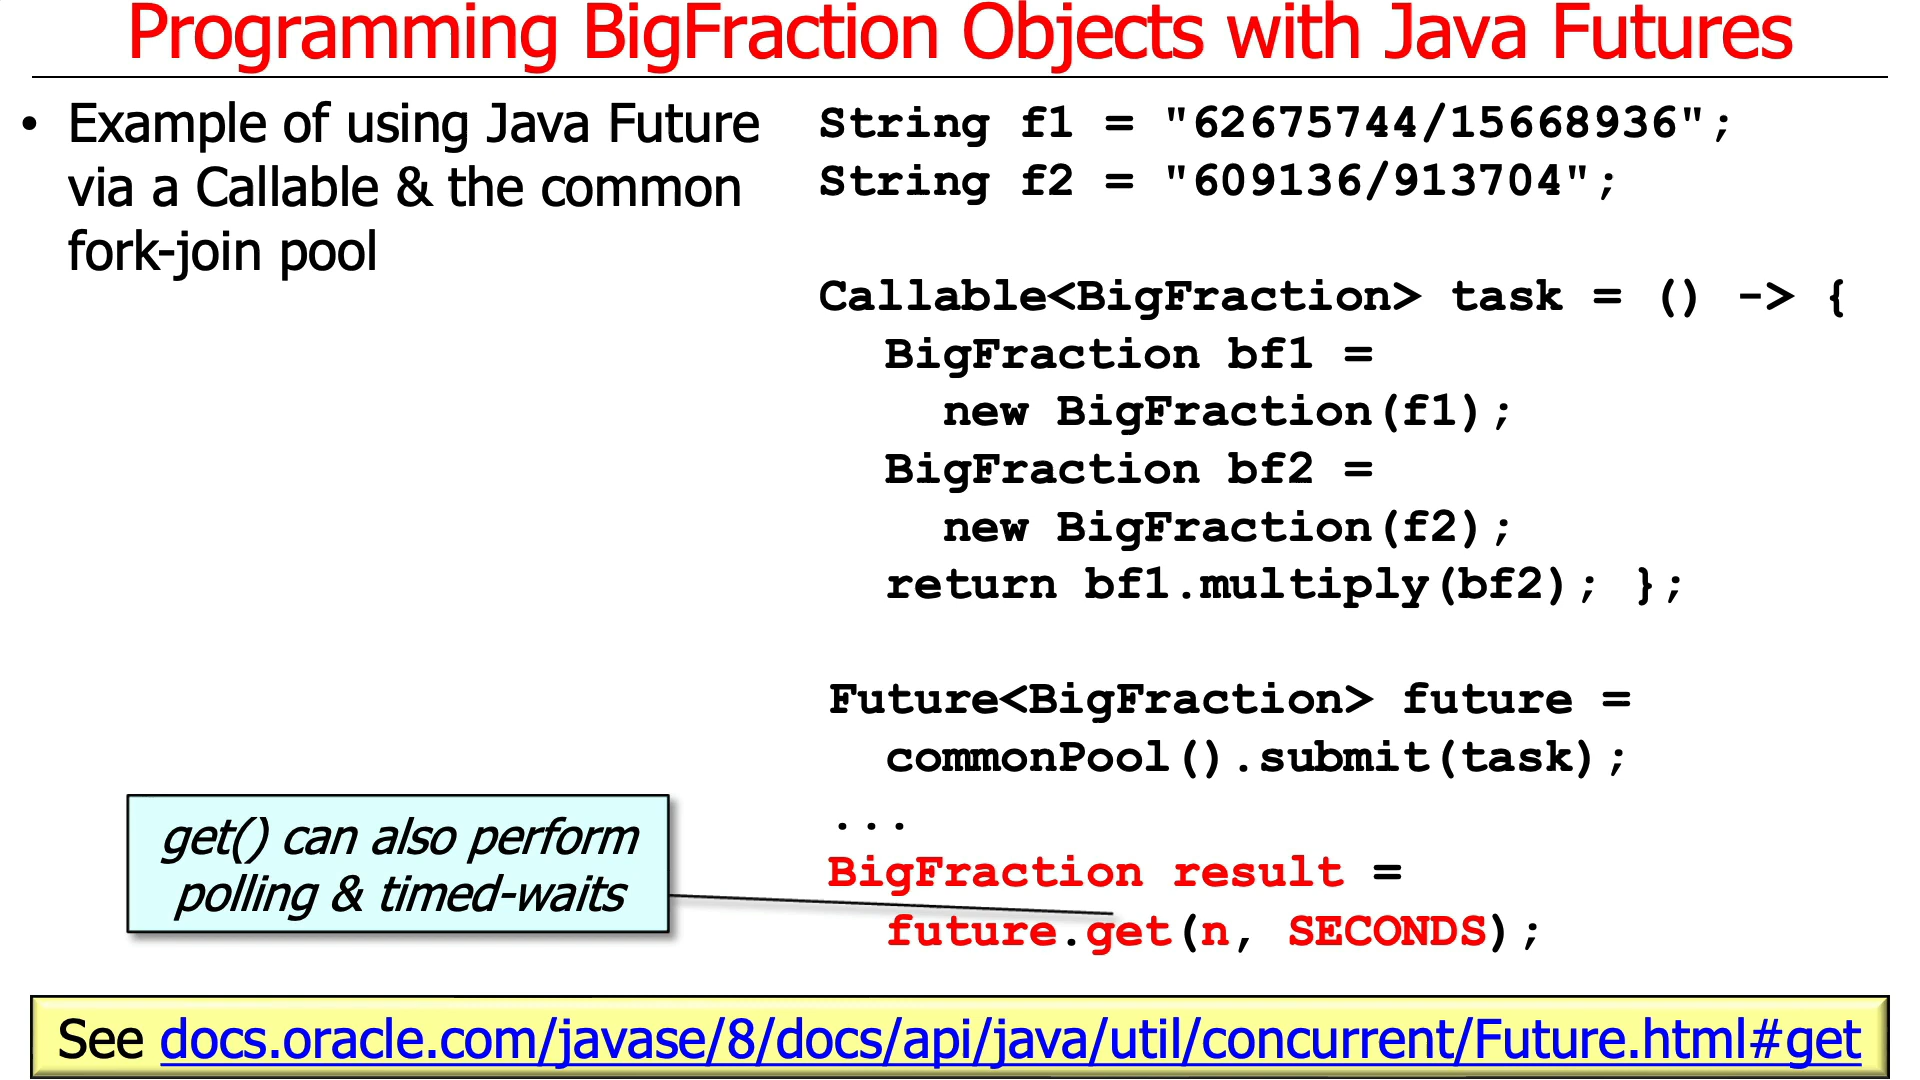 Programming BigFraction Objects with Java Futures
• Example of using Java Future
via a Callable & the common
fork-join pool
String f1 = "62675744/15668936";
String f2 = "609136/913704";
Callable<BigFraction> task = () -> {
BigFraction bf1 =
new BigFraction(f1);
BigFraction bf2 =
new BigFraction(f2);
return bf1.multiply(bf2); };
Future<BigFraction> future =
commonPool().submit(task);
...
BigFraction result =
future.get(n, SECONDS);
get() can also perform
polling & timed-waits
See docs.oracle.com/javase/8/docs/api/java/util/concurrent/Future.html#get